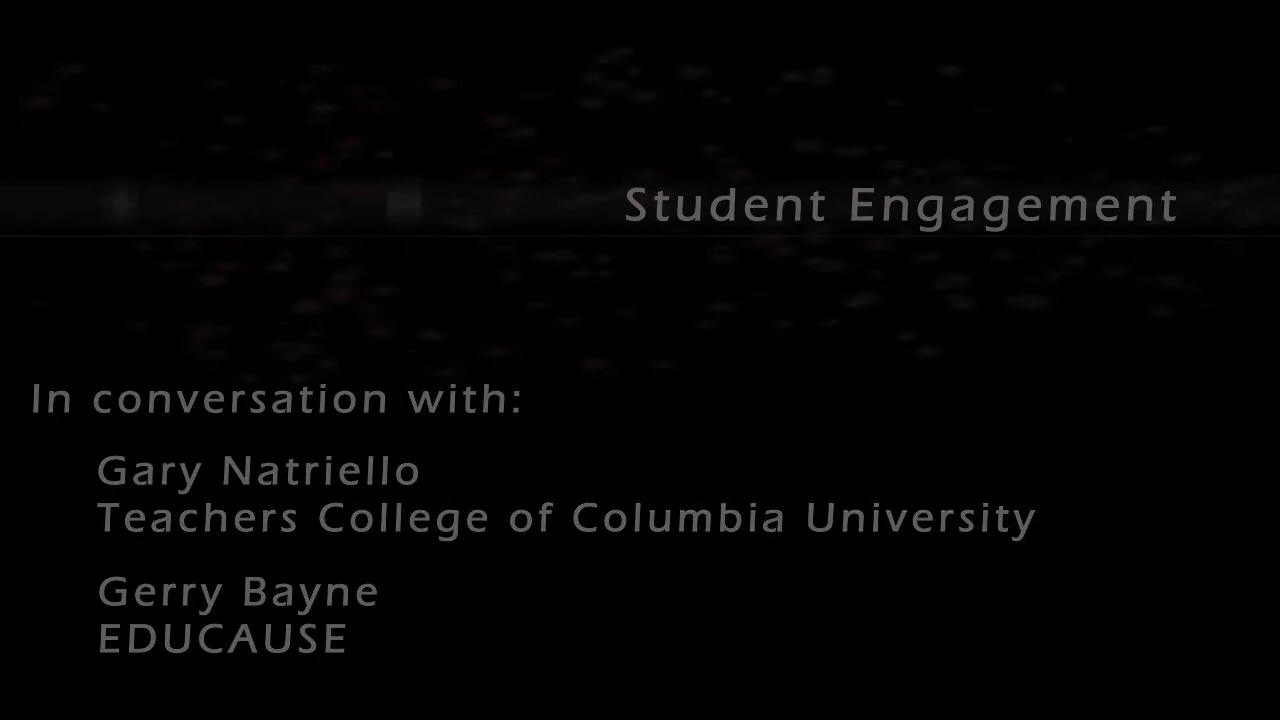 Student Engagement
In conversation with:
Gary Natriello
Teachers College of Columbia University
Gerry Bayne
EDUCAUSE